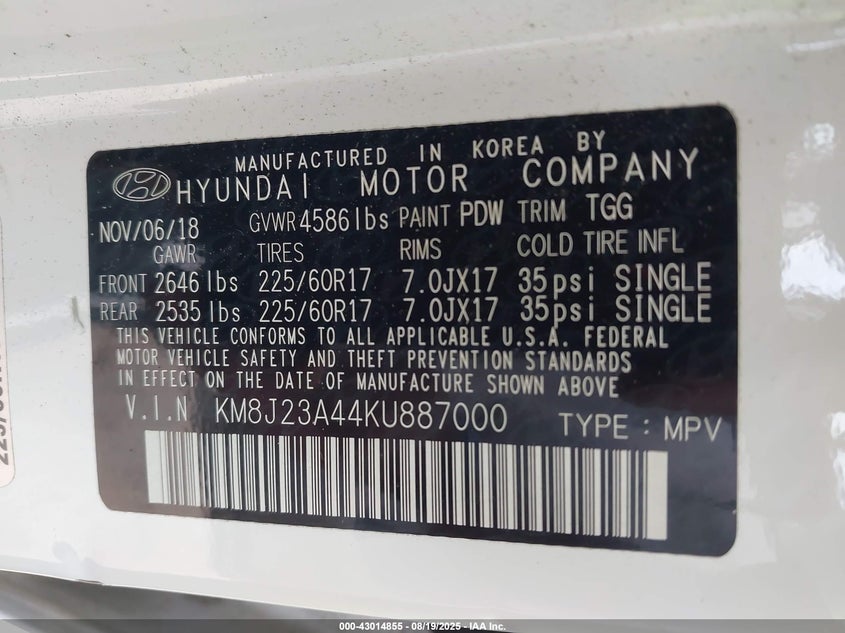 MANUFACTURED IN KOREA BY
HYUNDAI MOTOR COMPANY
NOV/06/18 GVWR 4586lbs PAINT PDW TRIM TGG
GAWR TIRES RIMS COLD TIRE INFL
FRONT 2646 lbs 225/60R17 7.0JX17 35psi SINGLE
REAR 2535 lbs 225/60R17 7.0JX17 35psi SINGLE
THIS VEHICLE CONFORMS TO ALL APPLICABLE U.S.A. FEDERAL
MOTOR VEHICLE SAFETY AND THEFT PREVENTION STANDARDS
IN EFFECT ON THE DATE OF MANUFACTURE SHOWN ABOVE
V.I.N KM8J23A44KU887000 TYPE : MPV
000-43014855 - 08/19/2025 - IAA Inc.